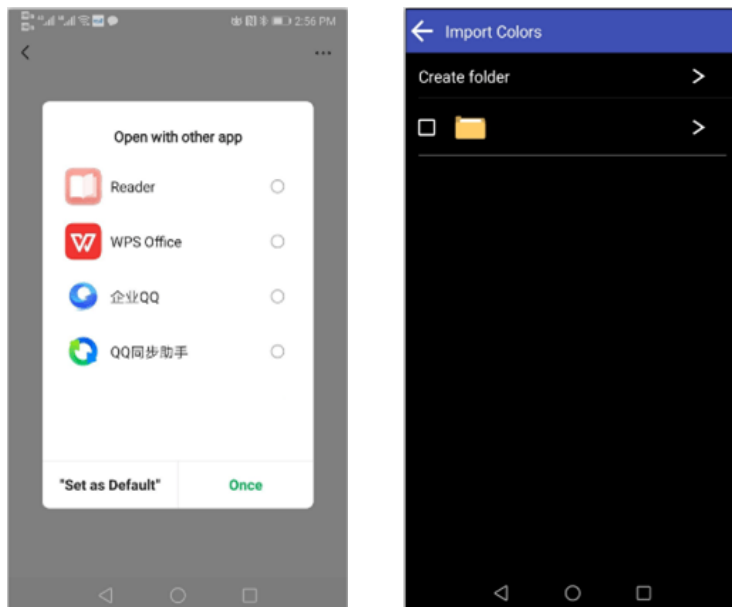 2:56 PM
Open with other app
Reader
WPS Office
企业QQ
QQ同步助手
"Set as Default"
Once
Import Colors
Create folder